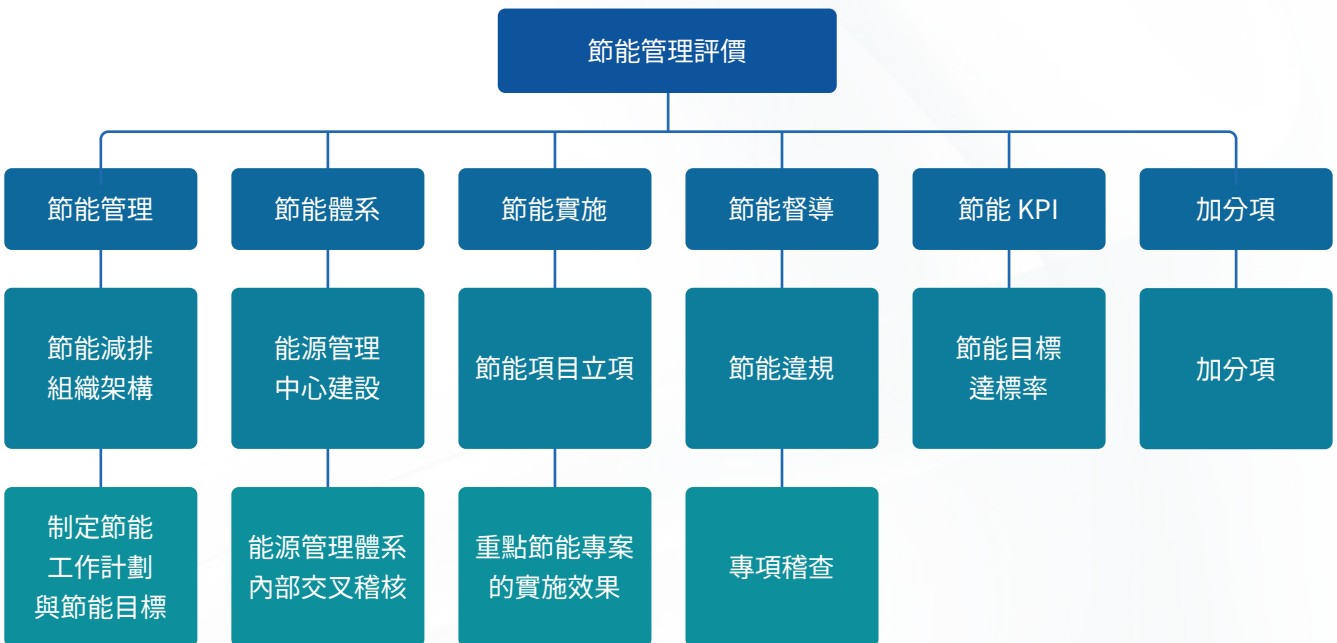 節能管理評價
節能管理
節能體系
節能實施
節能督導
節能 KPI
加分項
節能減排
組織架構
能源管理
中心建設
節能項目立項
節能違規
節能目標
達標率
加分項
制定節能
工作計劃
與節能目標
能源管理體系
內部交叉稽核
重點節能專案
的實施效果
專項稽查